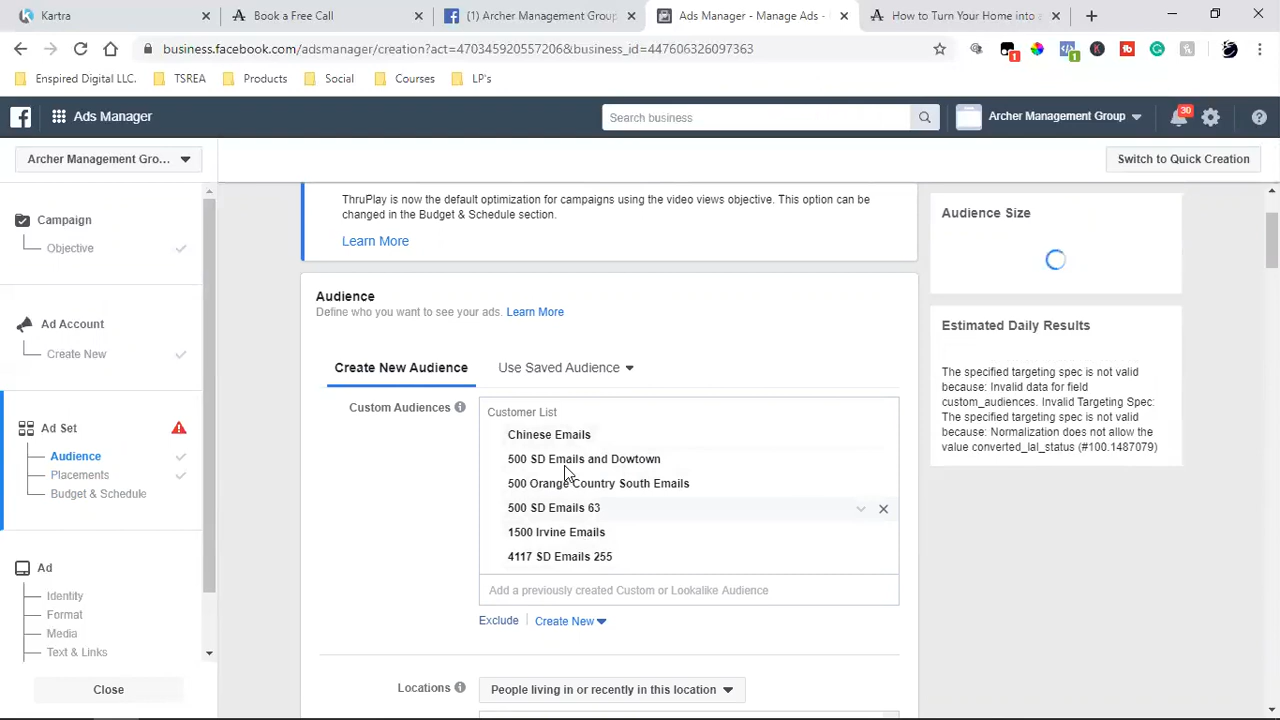 Kartra
Book a Free Call
(1) Archer Management Group
Ads Manager - Manage Ads -
How to Turn Your Home into a
business.facebook.com/adsmanager/creation?act=470345920557206&business_id=447606326097363
Enspired Digital LLC.
TSREA
Products
Social
Courses
LP's
1
1
Ads Manager
Search business
Archer Management Group
30
Archer Management Gro...
Switch to Quick Creation
Campaign
Objective
Ad Account
Create New
Ad Set
Audience
Placements
Budget & Schedule
Ad
Identity
Format
Media
Text & Links
Close
ThruPlay is now the default optimization for campaigns using the video views objective. This option can
be changed in the Budget & Schedule section.
Learn More
Audience
Define who you want to see your ads. Learn More
Create New Audience
Use Saved Audience
Custom Audiences
Customer List
Chinese Emails
500 SD Emails and Dowtown
500 Orange Country South Emails
500 SD Emails 63
1500 Irvine Emails
4117 SD Emails 255
Add a previously created Custom or Lookalike Audience
Exclude
Create New
Locations
People living in or recently in this location
Audience Size
Estimated Daily Results
The specified targeting spec is not valid
because: Invalid data for field
custom_audiences. Invalid Targeting Spec:
The specified targeting spec is not valid
because: Normalization does not allow the
value converted_lal_status (#100.1487079)